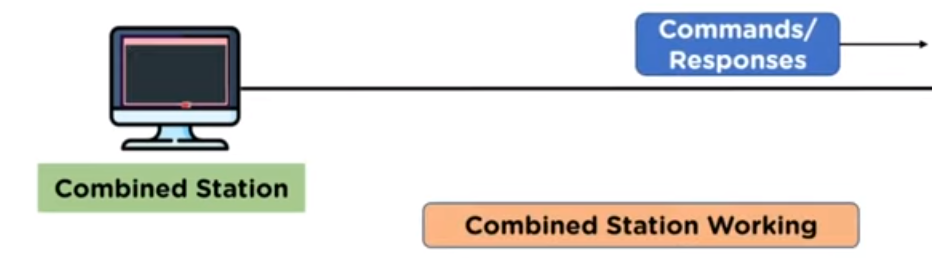 Commands/
Responses
Combined Station
Combined Station Working